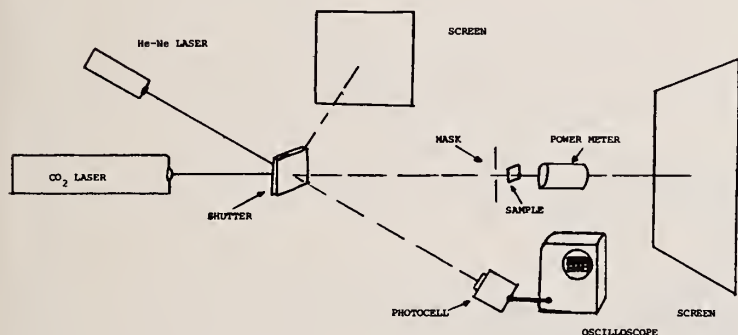 SCREEN
He-Ne LASER
MASK
POWER METER
CO2 LASER
SAMPLE
SHUTTER
PHOTOCELL
SCREEN
OSCILLOSCOPE